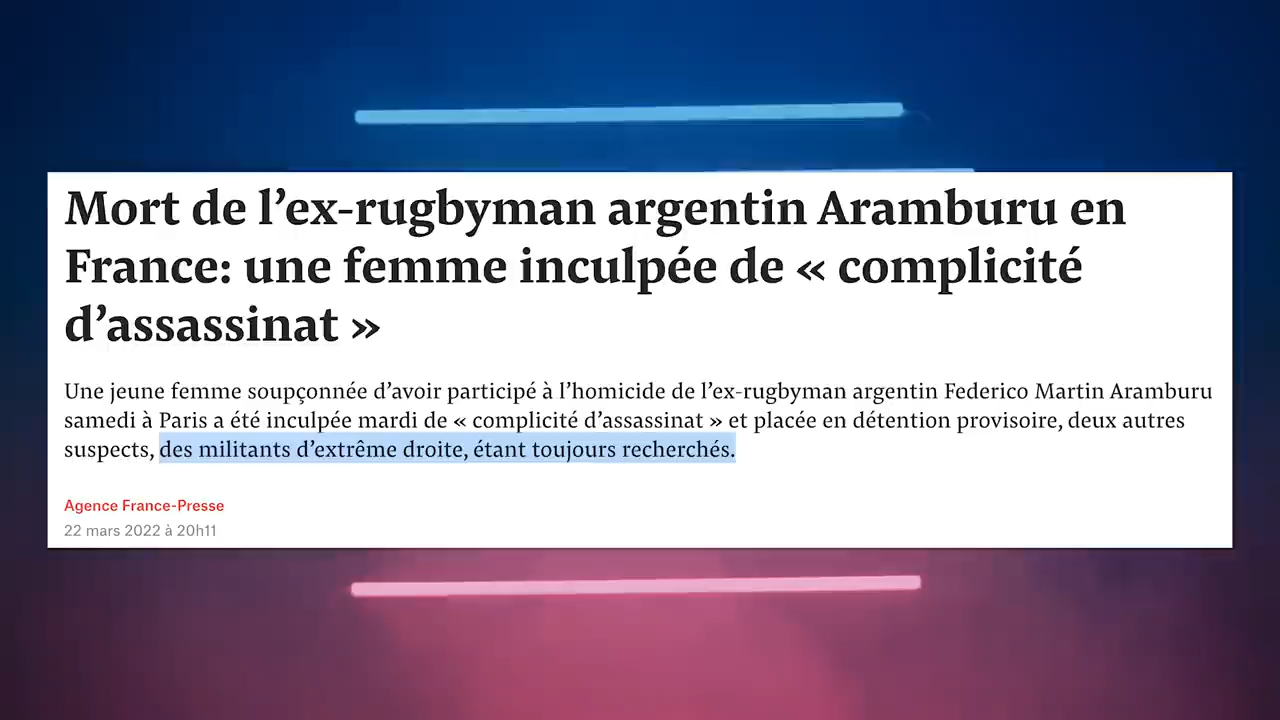 Mort de l’ex-rugbyman argentin Aramburu en
France: une femme inculpée de « complicité
d’assassinat »
Une jeune femme soupçonnée d’avoir participé à l’homicide de l’ex-rugbyman argentin Federico Martin Aramburu
samedi à Paris a été inculpée mardi de « complicité d’assassinat » et placée en détention provisoire, deux autres
suspects, des militants d’extrême droite, étant toujours recherchés.
Agence France-Presse
22 mars 2022 à 20h11